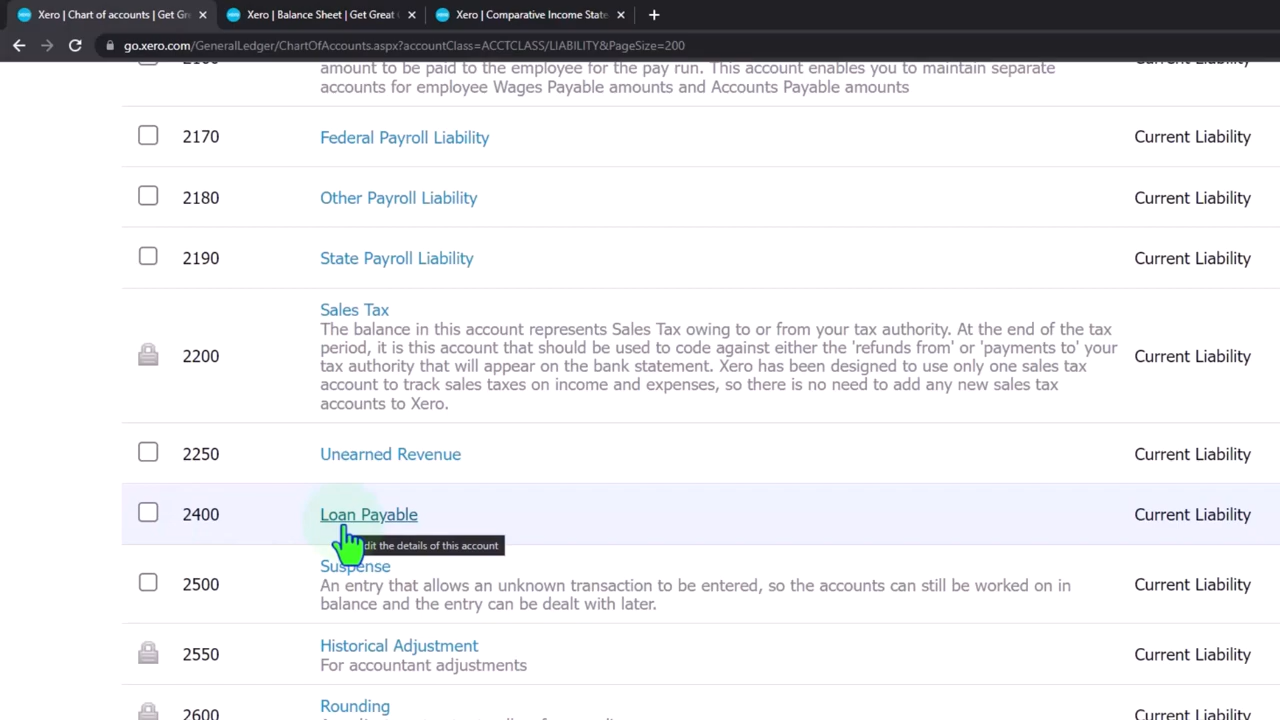 Xero | Chart of accounts | Get Gr
Xero | Balance Sheet | Get Great
Xero | Comparative Income State
go.xero.com/GeneralLedger/ChartOfAccounts.aspx?accountClass=ACCTCLASS/LIABILITY&PageSize=200
amount to be paid to the employee for the pay run. This account enables you to maintain separate
accounts for employee Wages Payable amounts and Accounts Payable amounts
2170 Federal Payroll Liability Current Liability
2180 Other Payroll Liability Current Liability
2190 State Payroll Liability Current Liability
Sales Tax
The balance in this account represents Sales Tax owing to or from your tax authority. At the end of the tax
period, it is this account that should be used to code against either the 'refunds from' or 'payments to' your
2200 Current Liability
tax authority that will appear on the bank statement. Xero has been designed to use only one sales tax
account to track sales taxes on income and expenses, so there is no need to add any new sales tax
accounts to Xero.
2250 Unearned Revenue Current Liability
2400 Loan Payable Current Liability
dit the details of this account
Suspense
2500 An entry that allows an unknown transaction to be entered, so the accounts can still be worked on in Current Liability
balance and the entry can be dealt with later.
Historical Adjustment
2550 Current Liability
For accountant adjustments
Rounding
2600 Current Liability